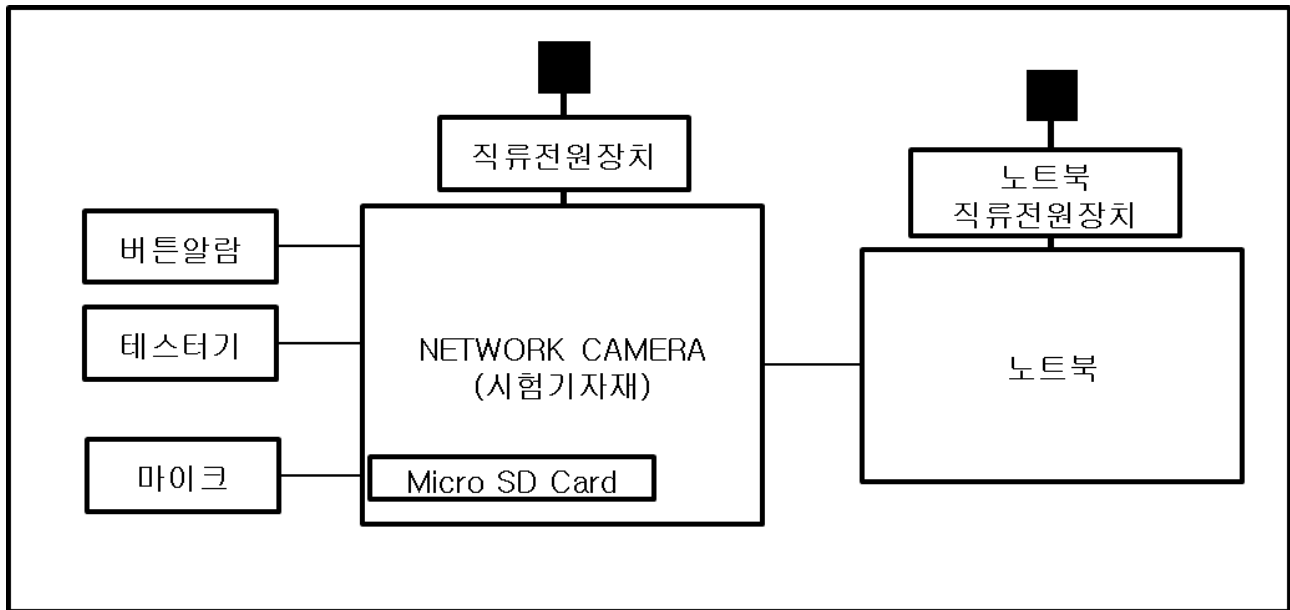 직류전원장치
노트북
직류전원장치
버튼알람
테스터기
NETWORK CAMERA
(시험기자재)
노트북
마이크
Micro SD Card